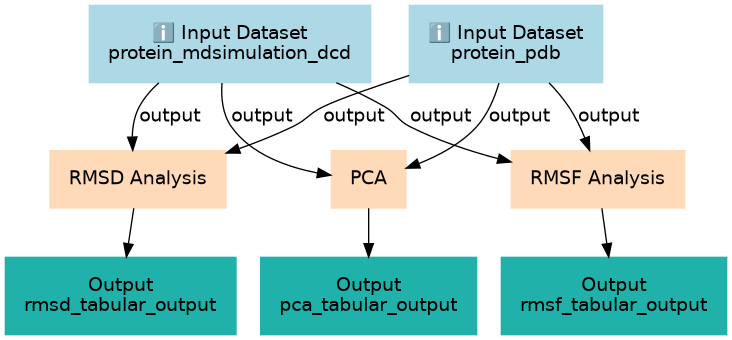 ℹ️ Input Dataset
protein_mdsimulation_dcd
ℹ️ Input Dataset
protein_pdb
output
output
output
output
output
output
RMSD Analysis
PCA
RMSF Analysis
Output
rmsd_tabular_output
Output
pca_tabular_output
Output
rmsf_tabular_output